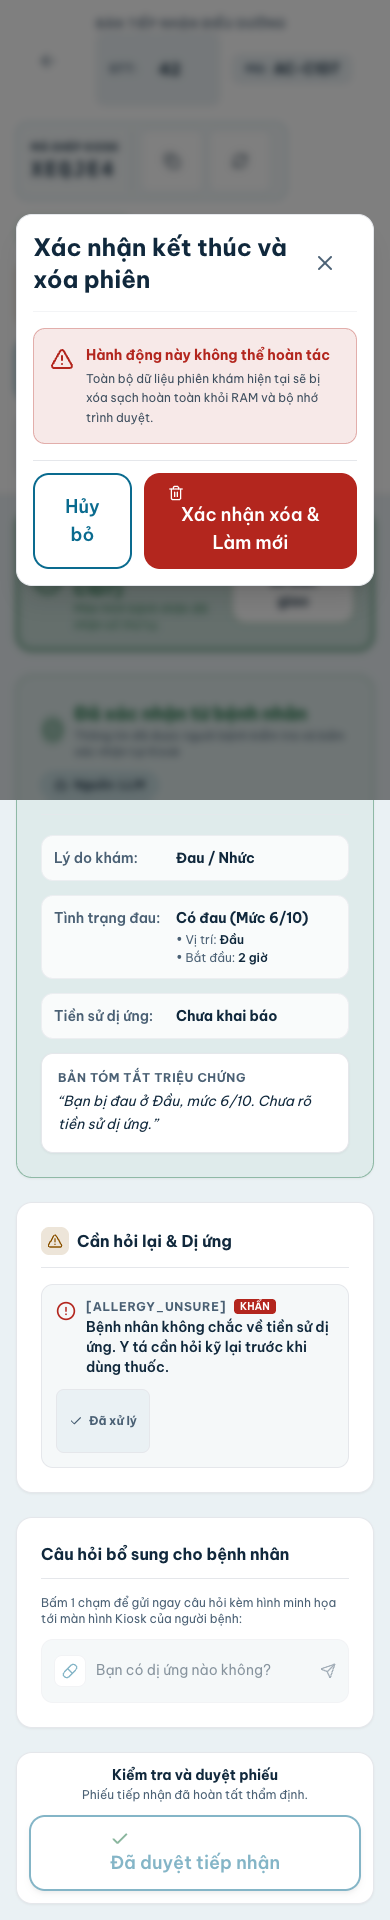 42
Xác nhận kết thúc và
xóa phiên
Hành động này không thể hoàn tác
Toàn bộ dữ liệu phiên khám hiện tại sẽ bị
xóa sạch hoàn toàn khỏi RAM và bộ nhớ
trình duyệt.
Hủy
bỏ
Xác nhận xóa &
Làm mới
Đã xác nhận từ bệnh nhân
Lý do khám: Đau / Nhức
Tình trạng đau: Có đau (Mức 6/10)
• Vị trí: Đầu
• Bắt đầu: 2 giờ
Tiền sử dị ứng: Chưa khai báo
BẢN TÓM TẮT TRIỆU CHỨNG
“Bạn bị đau ở Đầu, mức 6/10. Chưa rõ
tiền sử dị ứng.”
Cần hỏi lại & Dị ứng
[ALLERGY_UNSURE] KHẨN
Bệnh nhân không chắc về tiền sử dị
ứng. Y tá cần hỏi kỹ lại trước khi
dùng thuốc.
Đã xử lý
Câu hỏi bổ sung cho bệnh nhân
Bấm 1 chạm để gửi ngay câu hỏi kèm hình minh họa
tới màn hình Kiosk của người bệnh:
Bạn có dị ứng nào không?
Kiểm tra và duyệt phiếu
Phiếu tiếp nhận đã hoàn tất thẩm định.
Đã duyệt tiếp nhận